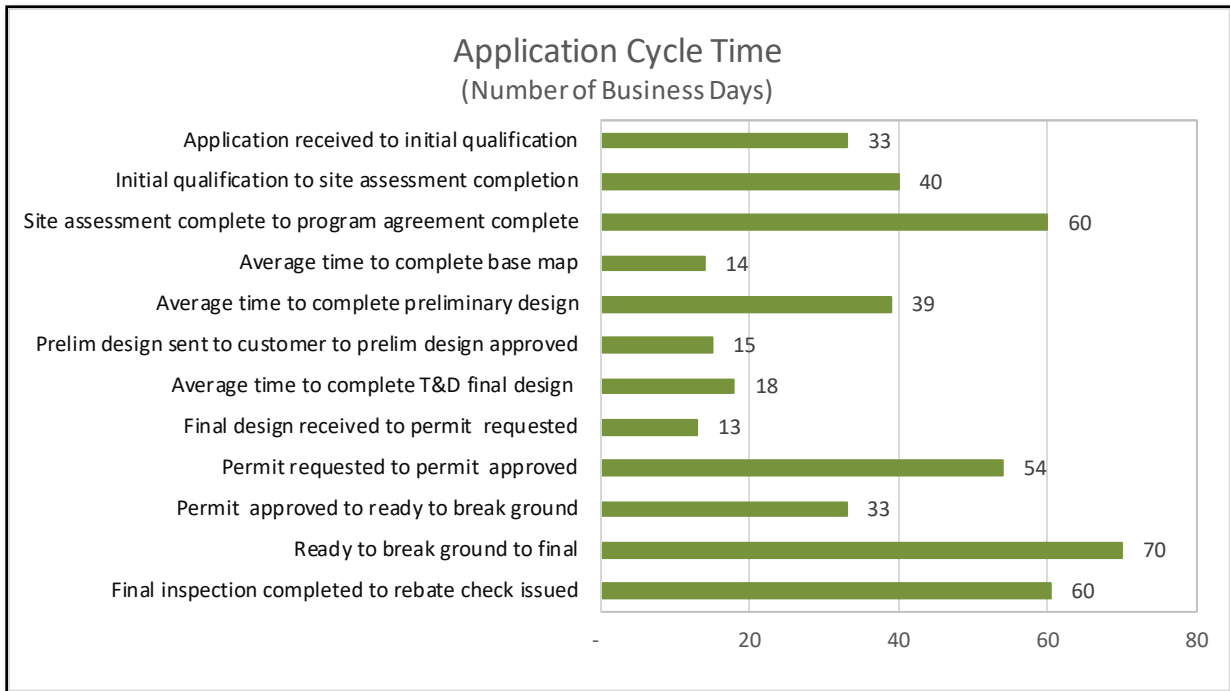 Application Cycle Time
(Number of Business Days)
Application received to initial qualification 33
Initial qualification to site assessment completion 40
Site assessment complete to program agreement complete 60
Average time to complete base map 14
Average time to complete preliminary design 39
Prelim design sent to customer to prelim design approved 15
Average time to complete T&D final design 18
Final design received to permit requested 13
Permit requested to permit approved 54
Permit approved to ready to break ground 33
Ready to break ground to final 70
Final inspection completed to rebate check issued 60
- 20 40 60 80